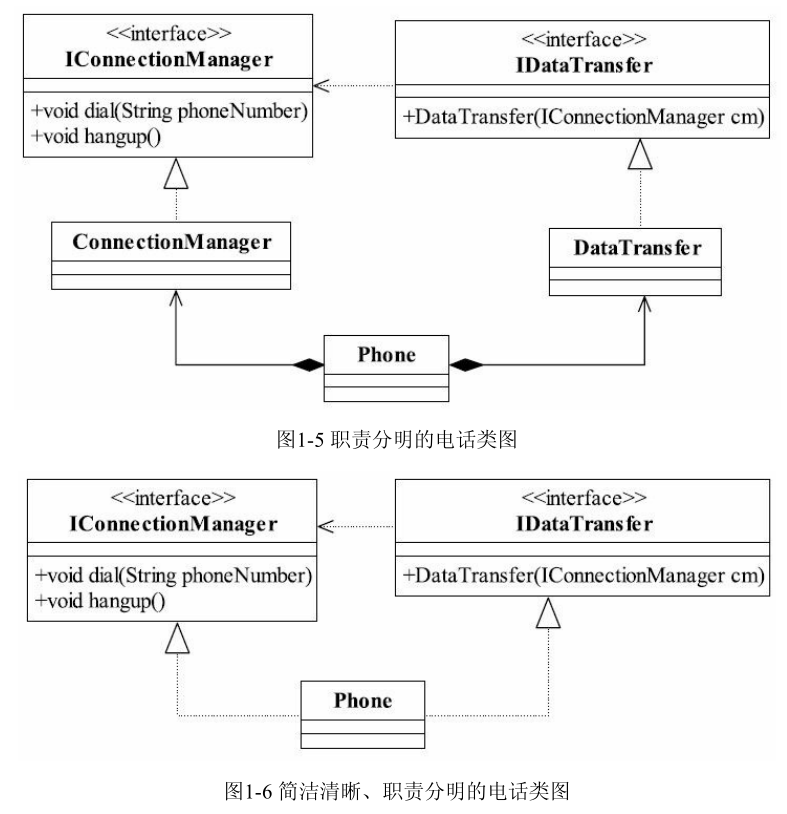 <<interface>>
IConnectionManager
+void dial(String phoneNumber)
+void hangup()
<<interface>>
IDataTransfer
+DataTransfer(IConnectionManager cm)
ConnectionManager
DataTransfer
Phone
图1-5 职责分明的电话类图
<<interface>>
IConnectionManager
+void dial(String phoneNumber)
+void hangup()
<<interface>>
IDataTransfer
+DataTransfer(IConnectionManager cm)
Phone
图1-6 简洁清晰、职责分明的电话类图